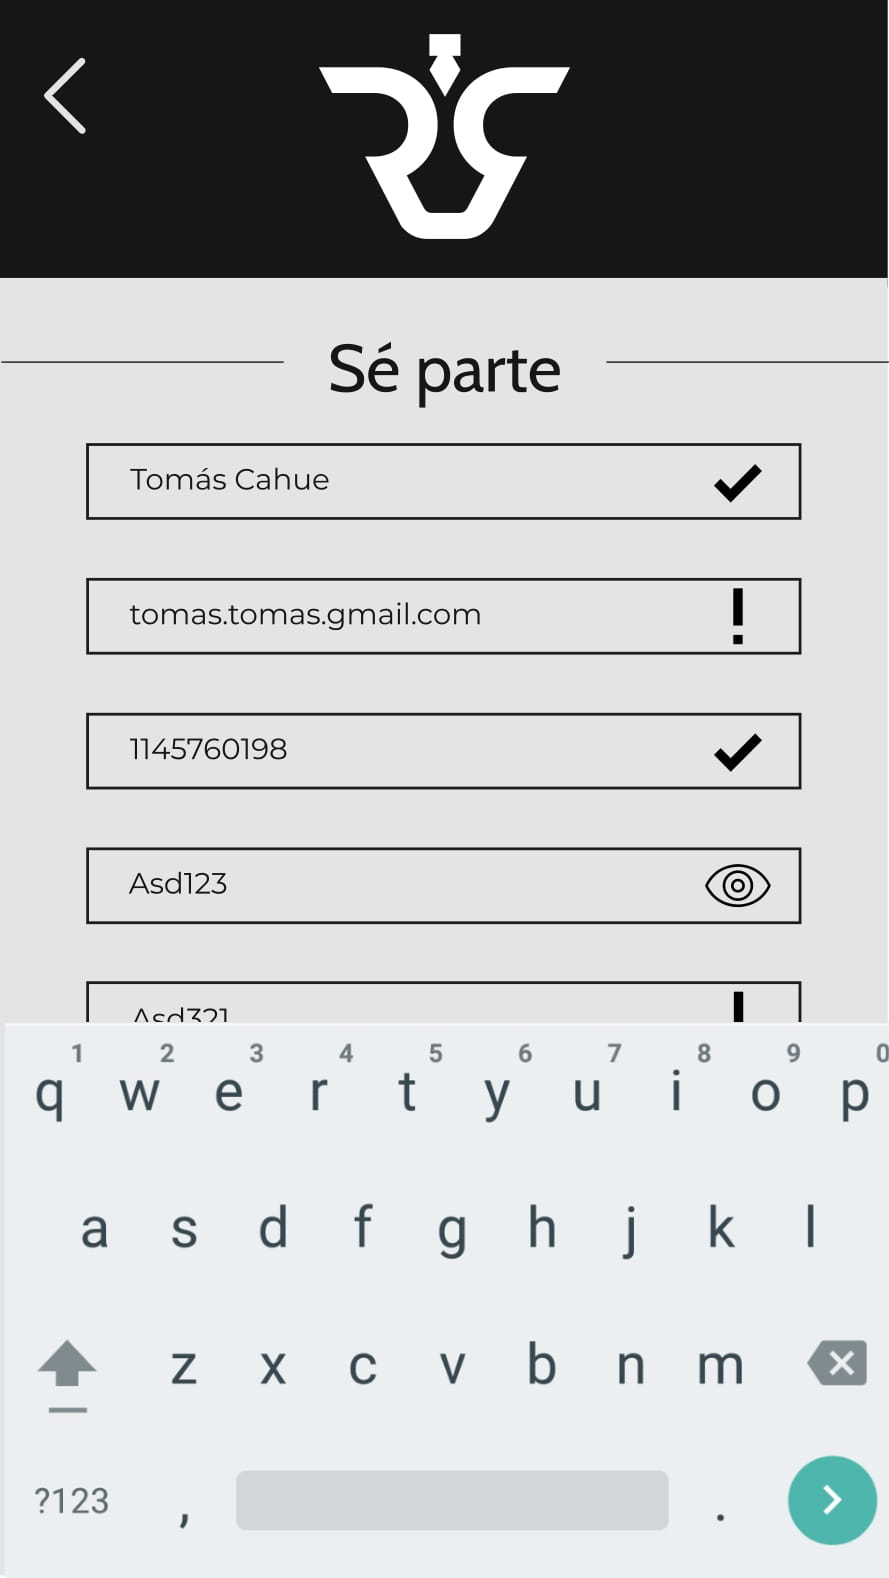 Sé parte
Tomás Cahue
tomas.tomas.gmail.com
!
1145760198
Asd123
Asd321
1 2 3 4 5 6 7 8 9 0
q w e r t y u i o p
a s d f g h j k l
z x c v b n m
?123 , .